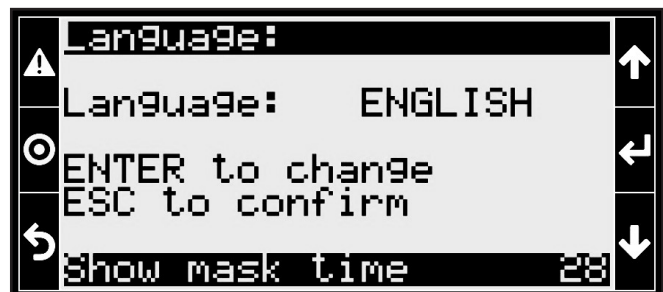 Language:
Language: ENGLISH
ENTER to change
ESC to confirm
Show mask time 28